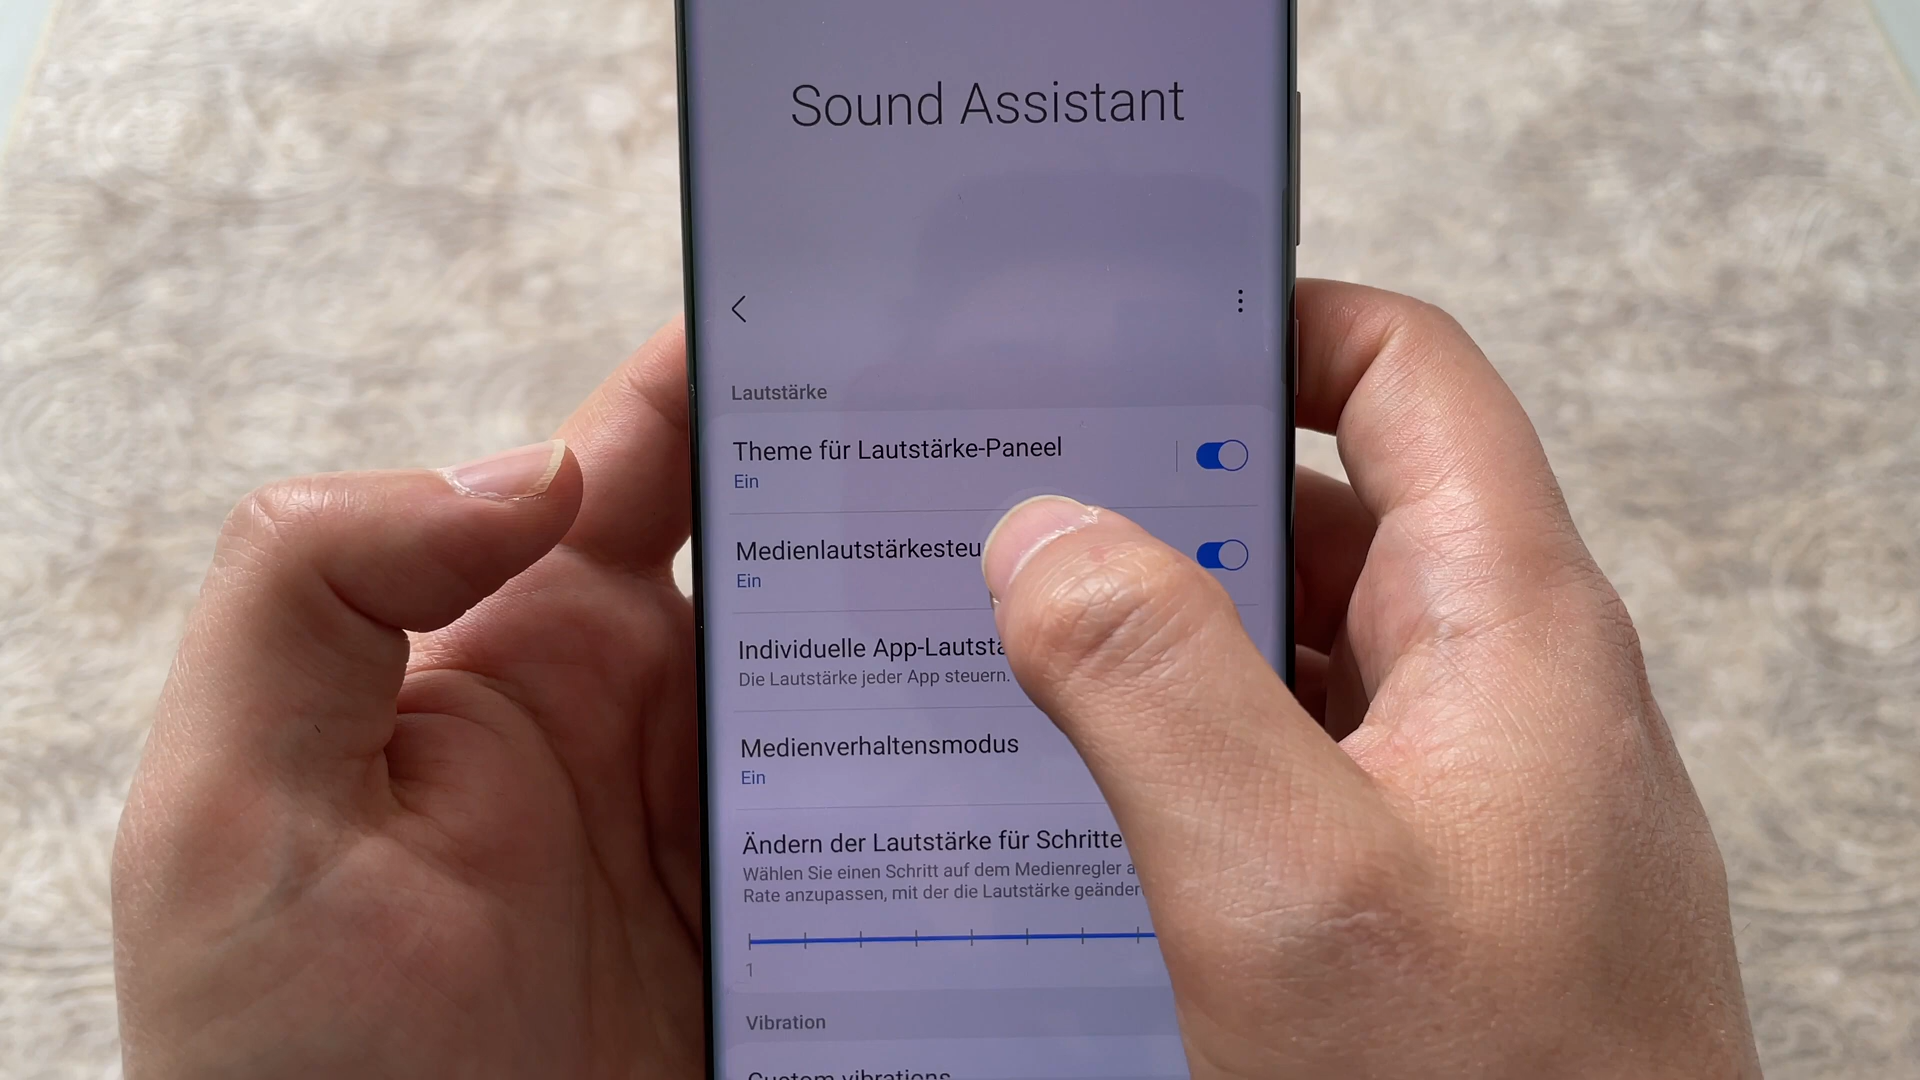 Sound Assistant
Lautstärke
Theme für Lautstärke-Paneel
Ein
Medienlautstärkesteu
Ein
Individuelle App-Lautstä
Die Lautstärke jeder App steuern.
Medienverhaltensmodus
Ein
Ändern der Lautstärke für Schritte
Wählen Sie einen Schritt auf dem Medienregler a
Rate anzupassen, mit der die Lautstärke geänder
1
Vibration
Custom vibrations